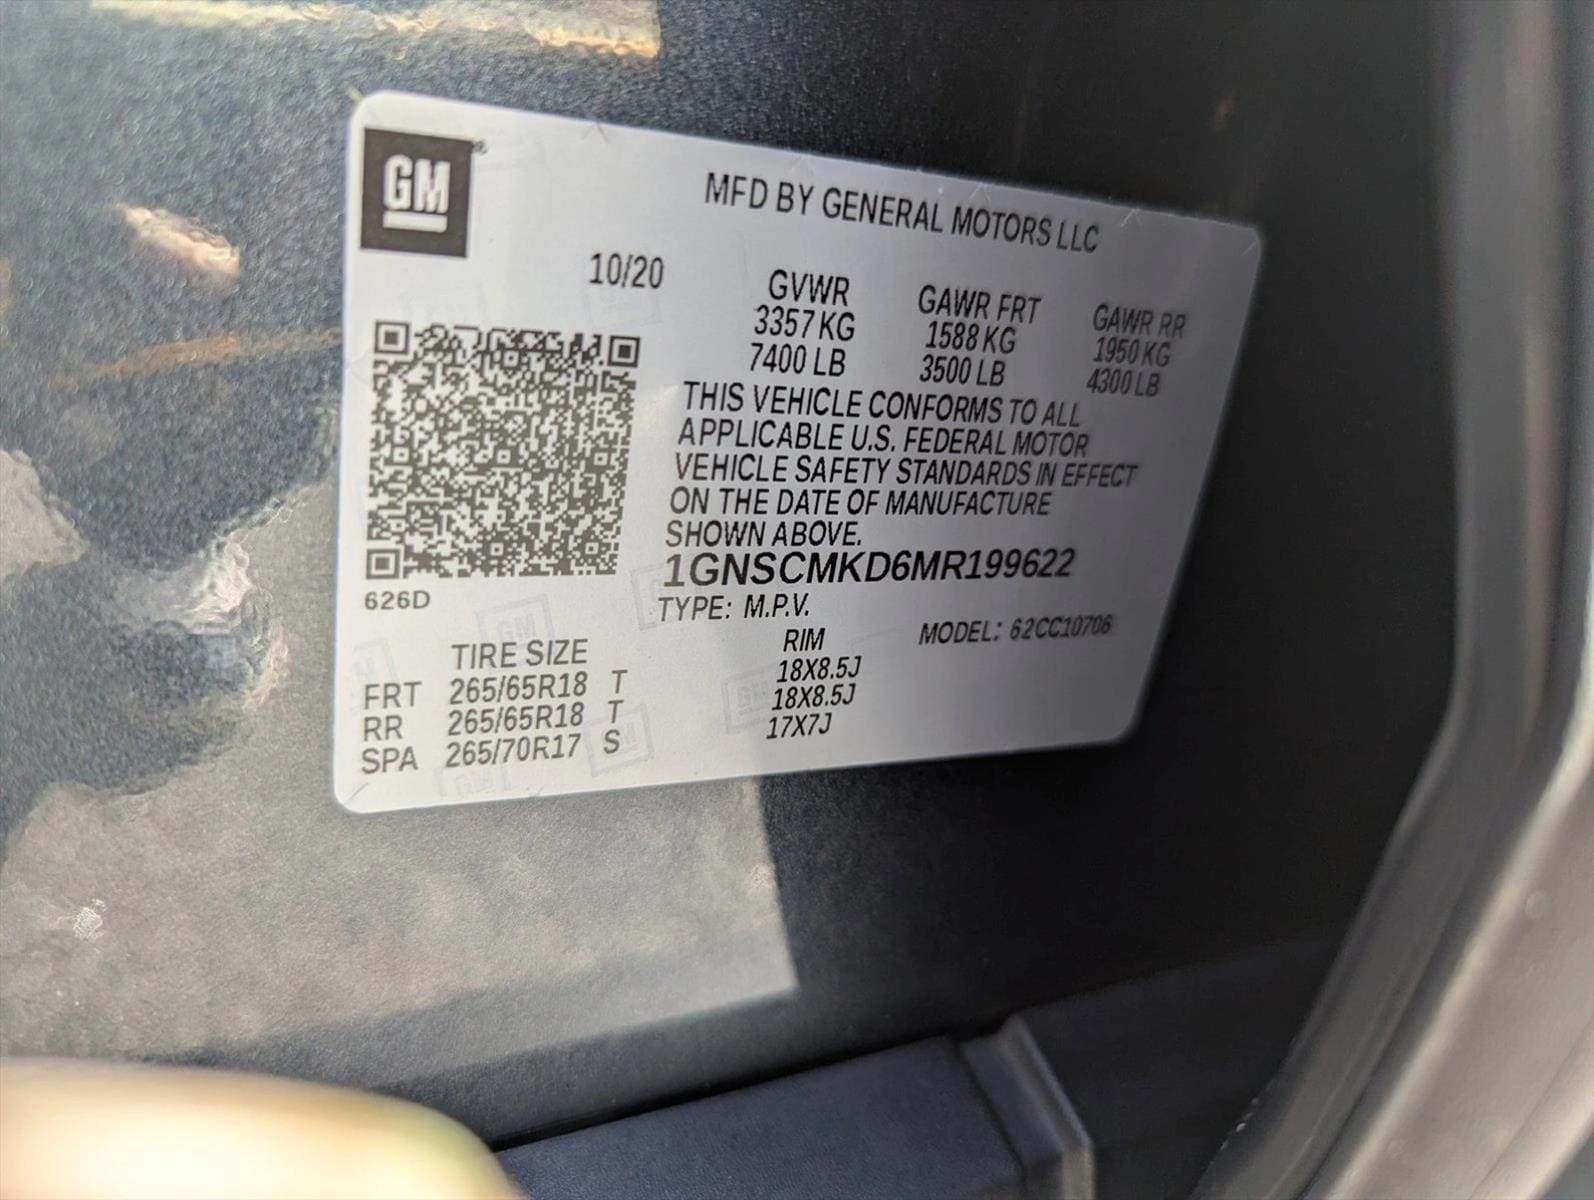 GM
MFD BY GENERAL MOTORS LLC
10/20
GVWR GAWR FRT GAWR RR
3357 KG 1588 KG 1950 KG
7400 LB 3500 LB 4300 LB
THIS VEHICLE CONFORMS TO ALL
APPLICABLE U.S. FEDERAL MOTOR
VEHICLE SAFETY STANDARDS IN EFFECT
ON THE DATE OF MANUFACTURE
SHOWN ABOVE.
1GNSCMKD6MR199622
626D
TYPE: M.P.V.
MODEL: 62CC10706
TIRE SIZE RIM
FRT 265/65R18 T 18X8.5J
RR 265/65R18 T 18X8.5J
SPA 265/70R17 S 17X7J